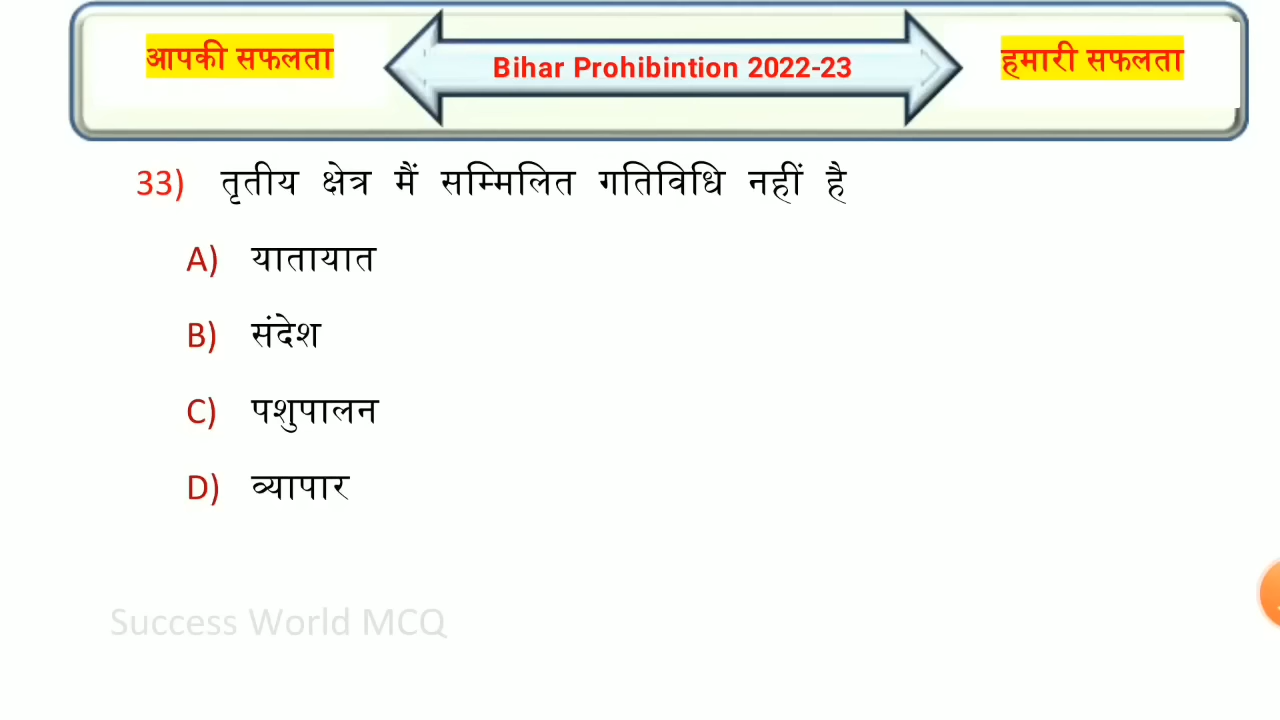 आपकी सफलता
Bihar Prohibintion 2022-23
हमारी सफलता
33) तृतीय क्षेत्र मैं सम्मिलित गतिविधि नहीं है
A) यातायात
B) संदेश
C) पशुपालन
D) व्यापार
Success World MCQ